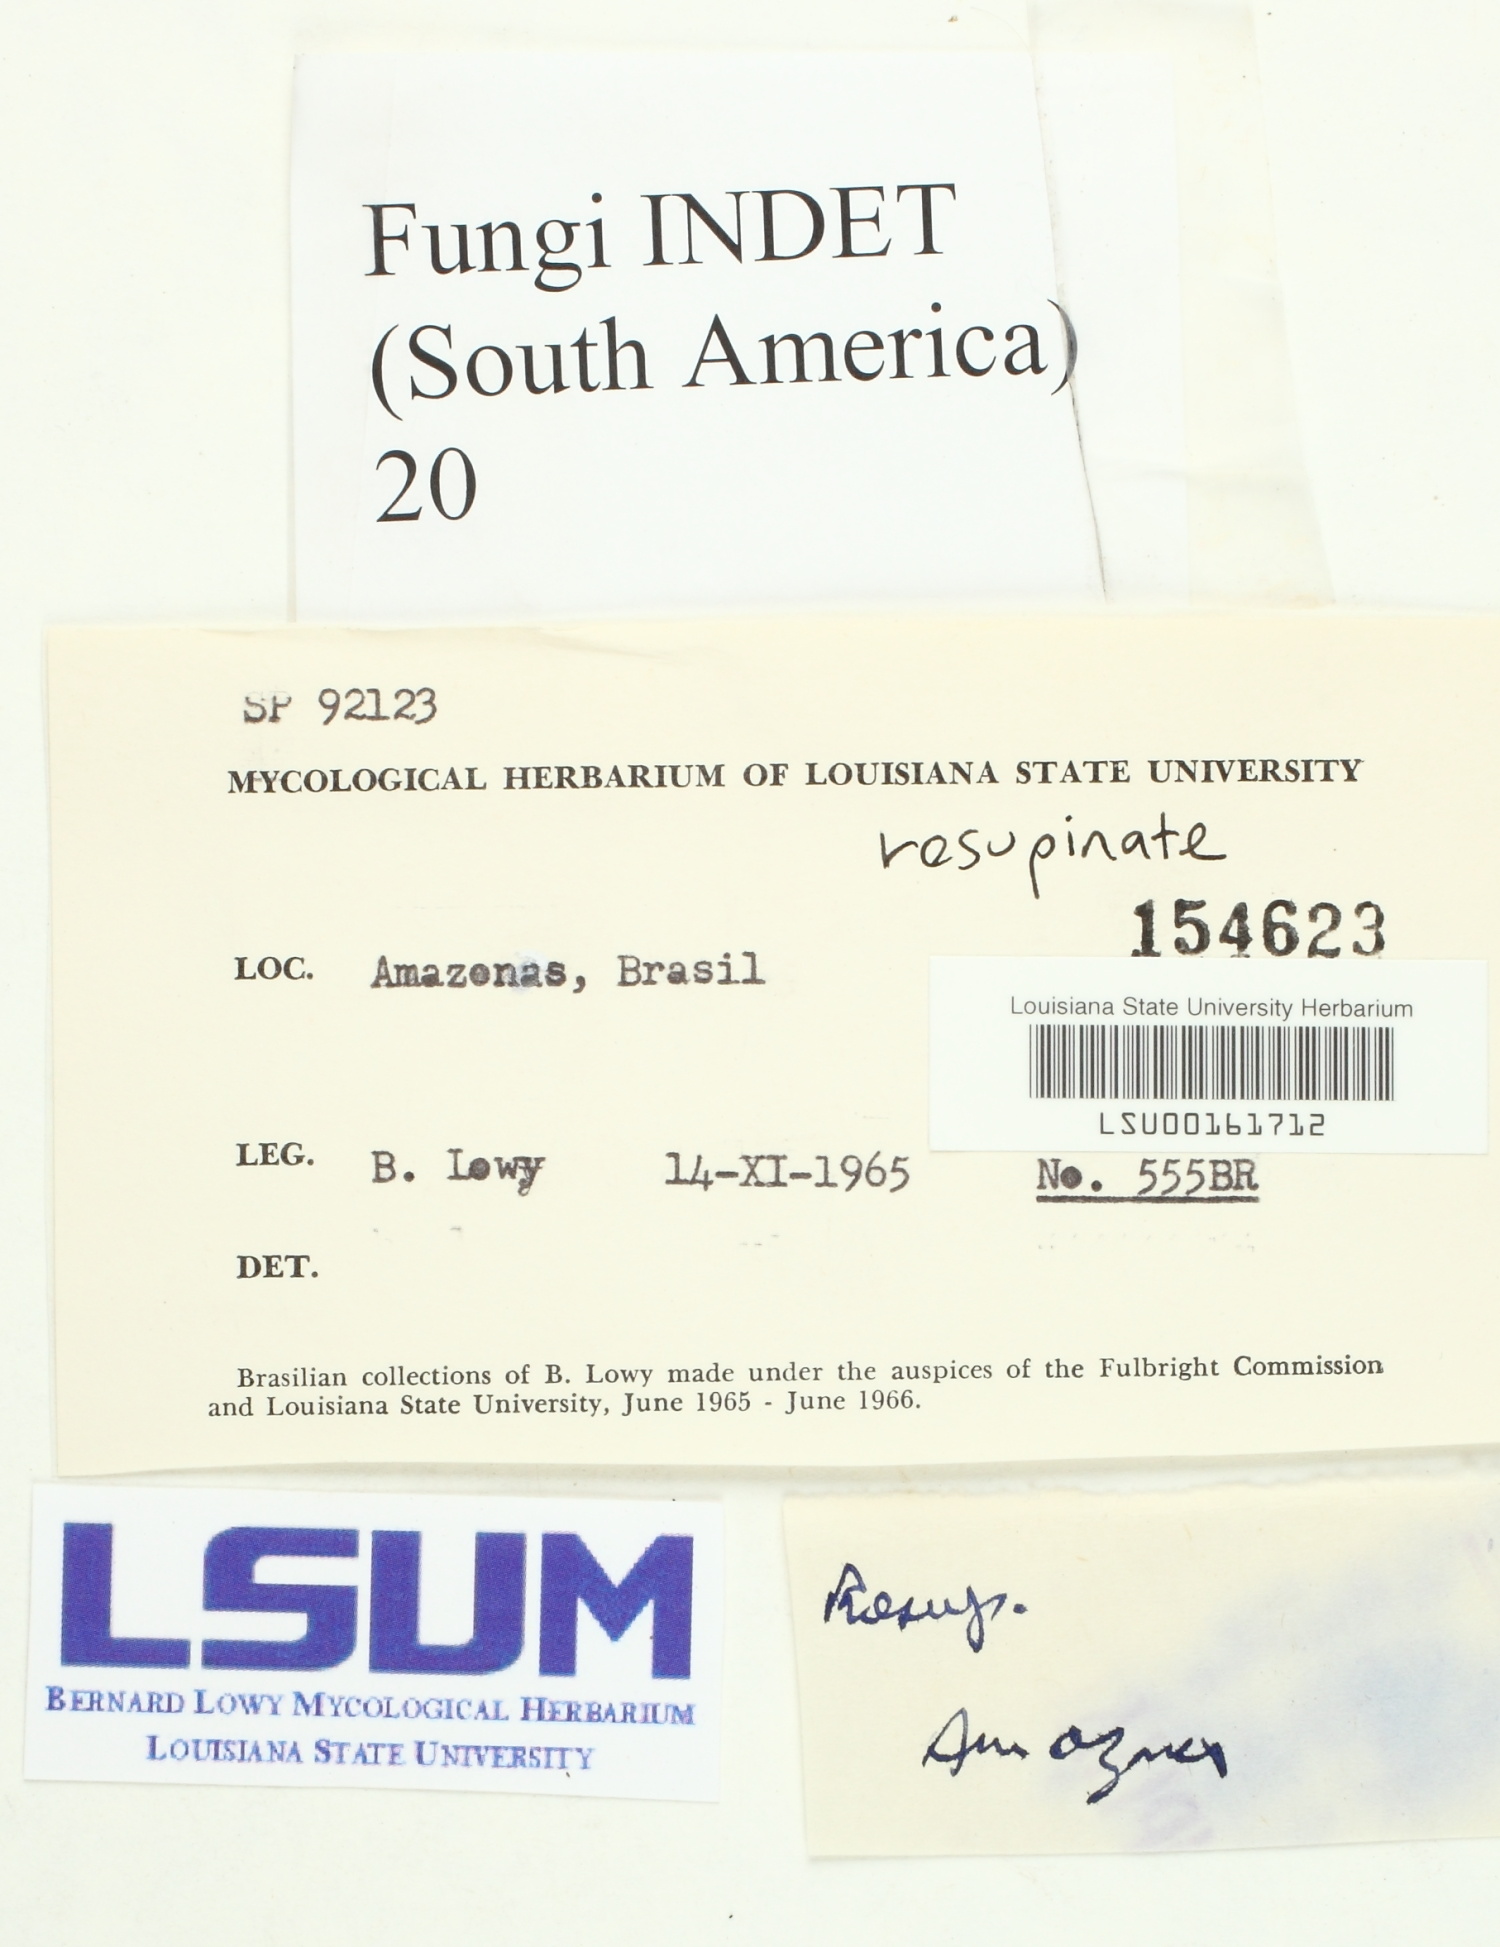 Fungi INDET
(South America)
20
SP 92123
MYCOLOGICAL HERBARIUM OF LOUISIANA STATE UNIVERSITY
resupinate
154623
LOC. Amazonas, Brasil
Louisiana State University Herbarium
LSU00161712
LEG. B. Lowy 14-XI-1965 No. 555BR
DET.
Brasilian collections of B. Lowy made under the auspices of the Fulbright Commission
and Louisiana State University, June 1965 - June 1966.
LSUM
BERNARD LOWY MYCOLOGICAL HERBARIUM
LOUISIANA STATE UNIVERSITY
Resup.
Amazonas